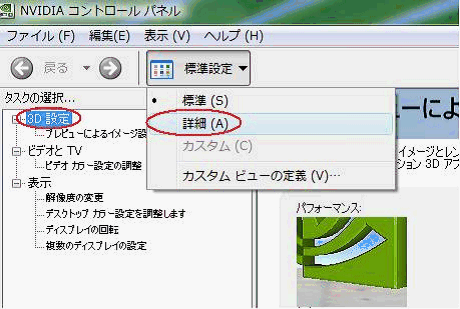 NVIDIA コントロール パネル
ファイル (F) 編集(E) 表示 (V) ヘルプ (H)
戻る 標準設定
タスクの選択...
標準 (S)
詳細 (A)
カスタム (C)
カスタム ビューの定義 (V)...
3D 設定
プレビューによるイメージ設
ビデオと TV
ビデオ カラー設定の調整
表示
解像度の変更
デスクトップ カラー設定を調整します
ディスプレイの回転
複数のディスプレイの設定
ーによ
イメージとレン
ション 3D アプ
パフォーマンス: